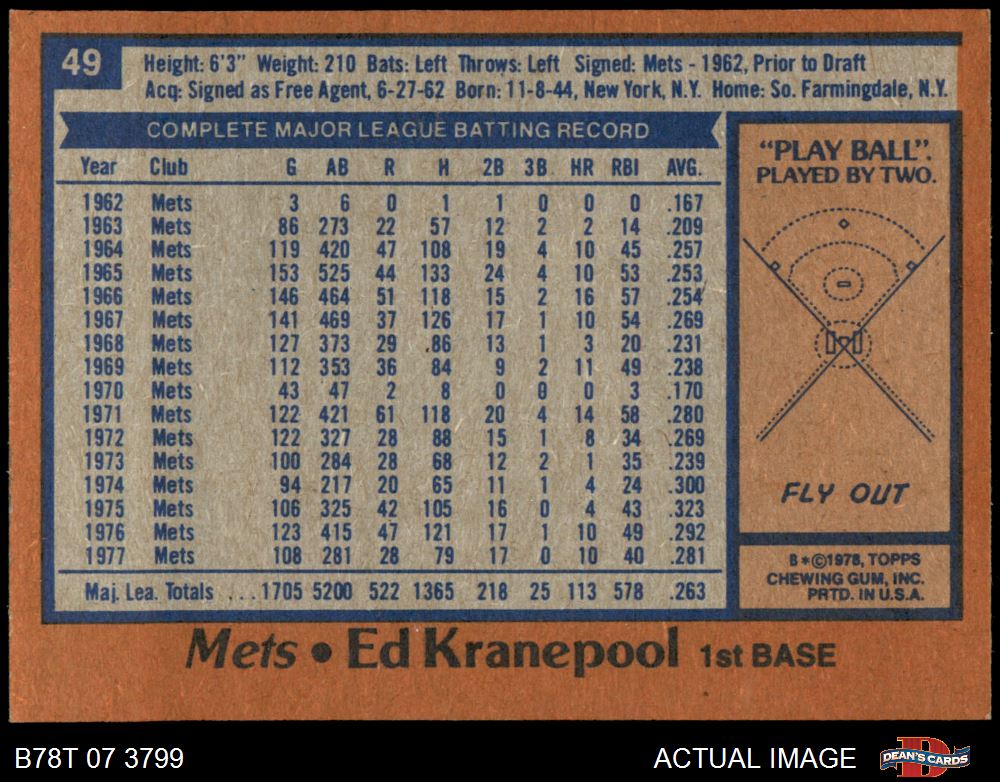 49
Height: 6'3" Weight: 210 Bats: Left Throws: Left Signed: Mets - 1962, Prior to Draft
Acq: Signed as Free Agent, 6-27-62 Born: 11-8-44, New York, N.Y. Home: So. Farmingdale, N.Y.
COMPLETE MAJOR LEAGUE BATTING RECORD
Year Club G AB R H 2B 3B HR RBI AVG.
1962 Mets 3 6 0 1 1 0 0 0 .167
1963 Mets 86 273 22 57 12 2 2 14 .209
1964 Mets 119 420 47 108 19 4 10 45 .257
1965 Mets 153 525 44 133 24 4 10 53 .253
1966 Mets 146 464 51 118 15 2 16 57 .254
1967 Mets 141 469 37 126 17 1 10 54 .269
1968 Mets 127 373 29 86 13 1 3 20 .231
1969 Mets 112 353 36 84 9 2 11 49 .238
1970 Mets 43 47 2 8 0 0 0 3 .170
1971 Mets 122 421 61 118 20 4 14 58 .280
1972 Mets 122 327 28 88 15 1 8 34 .269
1973 Mets 100 284 28 68 12 2 1 35 .239
1974 Mets 94 217 20 65 11 1 4 24 .300
1975 Mets 106 325 42 105 16 0 4 43 .323
1976 Mets 123 415 47 121 17 1 10 49 .292
1977 Mets 108 281 28 79 17 0 10 40 .281
Maj. Lea. Totals ... 1705 5200 522 1365 218 25 113 578 .263
"PLAY BALL".
PLAYED BY TWO.
FLY OUT
B*©1978, TOPPS
CHEWING GUM, INC.
PRTD. IN U.S.A.
Mets • Ed Kranepool 1st BASE
B78T 07 3799
ACTUAL IMAGE
D
DEAN'S CARDS